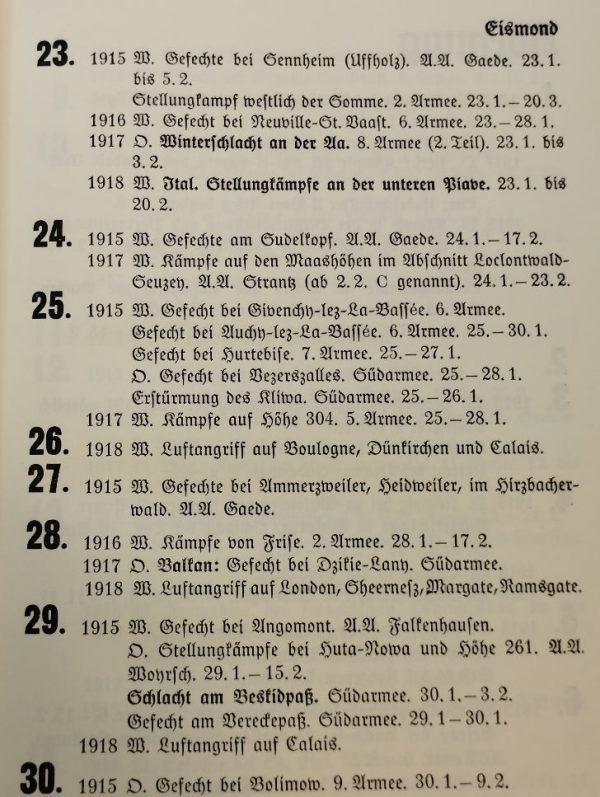 Eismond
23. 1915 W. Gefechte bei Sennheim (Uffholz). A.A. Gaede. 23.1.
bis 5.2.
Stellungkampf westlich der Somme. 2. Armee. 23.1.–20.3.
1916 W. Gefecht bei Neuville-St. Vaast. 6. Armee. 23.–28.1.
1917 O. Winterschlacht an der Aa. 8. Armee (2. Teil). 23.1. bis
3.2.
1918 W. Ital. Stellungkämpfe an der unteren Piave. 23.1. bis
20.2.
24. 1915 W. Gefechte am Sudelkopf. A.A. Gaede. 24.1.–17.2.
1917 W. Kämpfe auf den Maashöhen im Abschnitt Loclontwald-
Seuzey. A.A. Strantz (ab 2.2. C genannt). 24.1.–23.2.
25. 1915 W. Gefecht bei Givenchy-lez-La-Bassée. 6. Armee.
Gefecht bei Auchy-lez-La-Bassée. 6. Armee. 25.–30.1.
Gefecht bei Hurtebise. 7. Armee. 25.–27.1.
O. Gefecht bei Vezerszalles. Südarmee. 25.–28.1.
Erstürmung des Kliwa. Südarmee. 25.–26.1.
1917 W. Kämpfe auf Höhe 304. 5. Armee. 25.–28.1.
26. 1918 W. Luftangriff auf Boulogne, Dünkirchen und Calais.
27. 1915 W. Gefechte bei Ammerzweiler, Heidweiler, im Hirzbacher-
wald. A.A. Gaede.
28. 1916 W. Kämpfe von Frise. 2. Armee. 28.1.–17.2.
1917 O. Balkan: Gefecht bei Dzikie-Lany. Südarmee.
1918 W. Luftangriff auf London, Sheernesz, Margate, Ramsgate.
29. 1915 W. Gefecht bei Angomont. A.A. Falkenhausen.
O. Stellungkämpfe bei Huta-Nowa und Höhe 261. A.A.
Woyrsch. 29.1.–15.2.
Schlacht am Beskidpaß. Südarmee. 30.1.–3.2.
Gefecht am Vereckepaß. Südarmee. 29.1–30.1.
1918 W. Luftangriff auf Calais.
30. 1915 O. Gefecht bei Bolimow. 9. Armee. 30.1.–9.2.